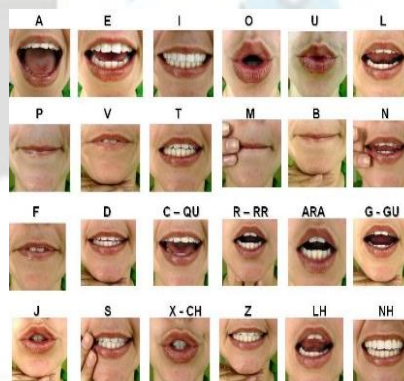 A E I O U L
P V T M B N
F D C – QU R – RR ARA G - GU
J S X - CH Z LH NH